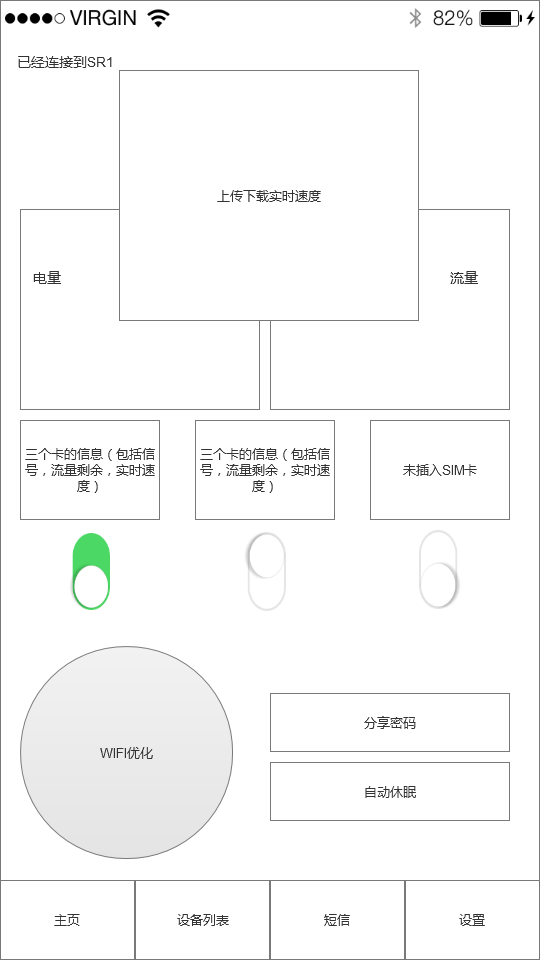 VIRGIN 82%
已经连接到SR1
上传下载实时速度
电量
流量
三个卡的信息（包括信
号，流量剩余，实时速
度）
三个卡的信息（包括信
号，流量剩余，实时速
度）
未插入SIM卡
WIFI优化
分享密码
自动休眠
主页
设备列表
短信
设置